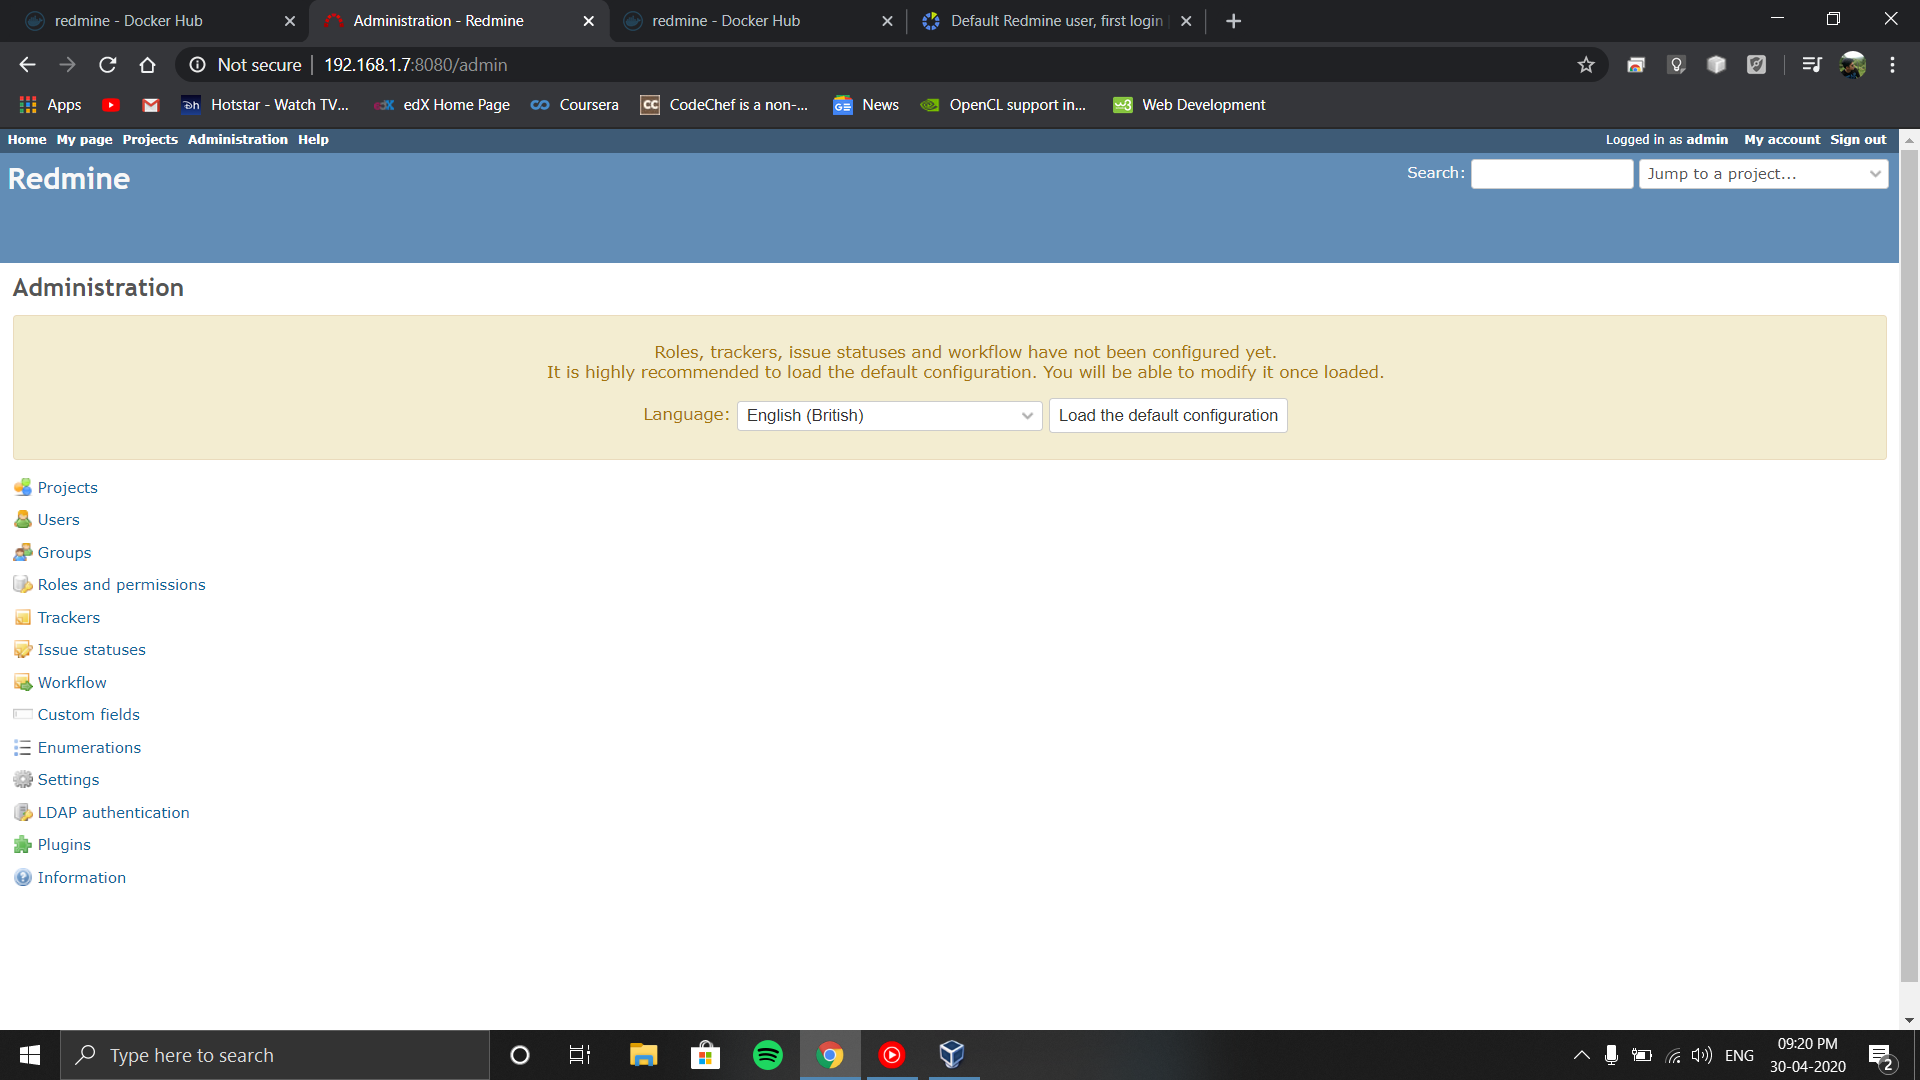 redmine - Docker Hub
Administration - Redmine
redmine - Docker Hub
Default Redmine user, first login
Not secure
192.168.1.7:8080/admin
Apps
Hotstar - Watch TV...
edX Home Page
Coursera
CC
CodeChef is a non-...
GE
News
OpenCL support in...
Web Development
Home My page Projects Administration Help
Logged in as admin My account Sign out
Redmine
Search:
Jump to a project...
Administration
Roles, trackers, issue statuses and workflow have not been configured yet.
It is highly recommended to load the default configuration. You will be able to modify it once loaded.
Language: English (British) Load the default configuration
Projects
Users
Groups
Roles and permissions
Trackers
Issue statuses
Workflow
Custom fields
Enumerations
Settings
LDAP authentication
Plugins
Information
Type here to search
ENG
09:20 PM
30-04-2020
2